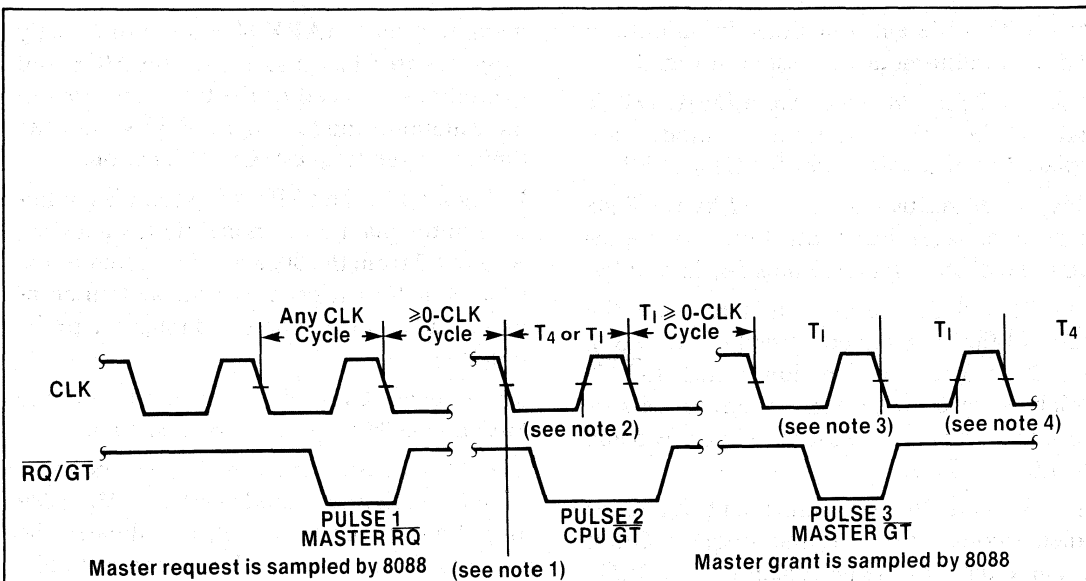 Any CLK
Cycle
≥0-CLK
Cycle
T4 or TI
TI ≥ 0-CLK
Cycle
TI
TI
T4
CLK
(see note 2)
(see note 3)
(see note 4)
RQ/GT
PULSE 1
MASTER RQ
PULSE 2
CPU GT
PULSE 3
MASTER GT
Master request is sampled by 8088
(see note 1)
Master grant is sampled by 8088